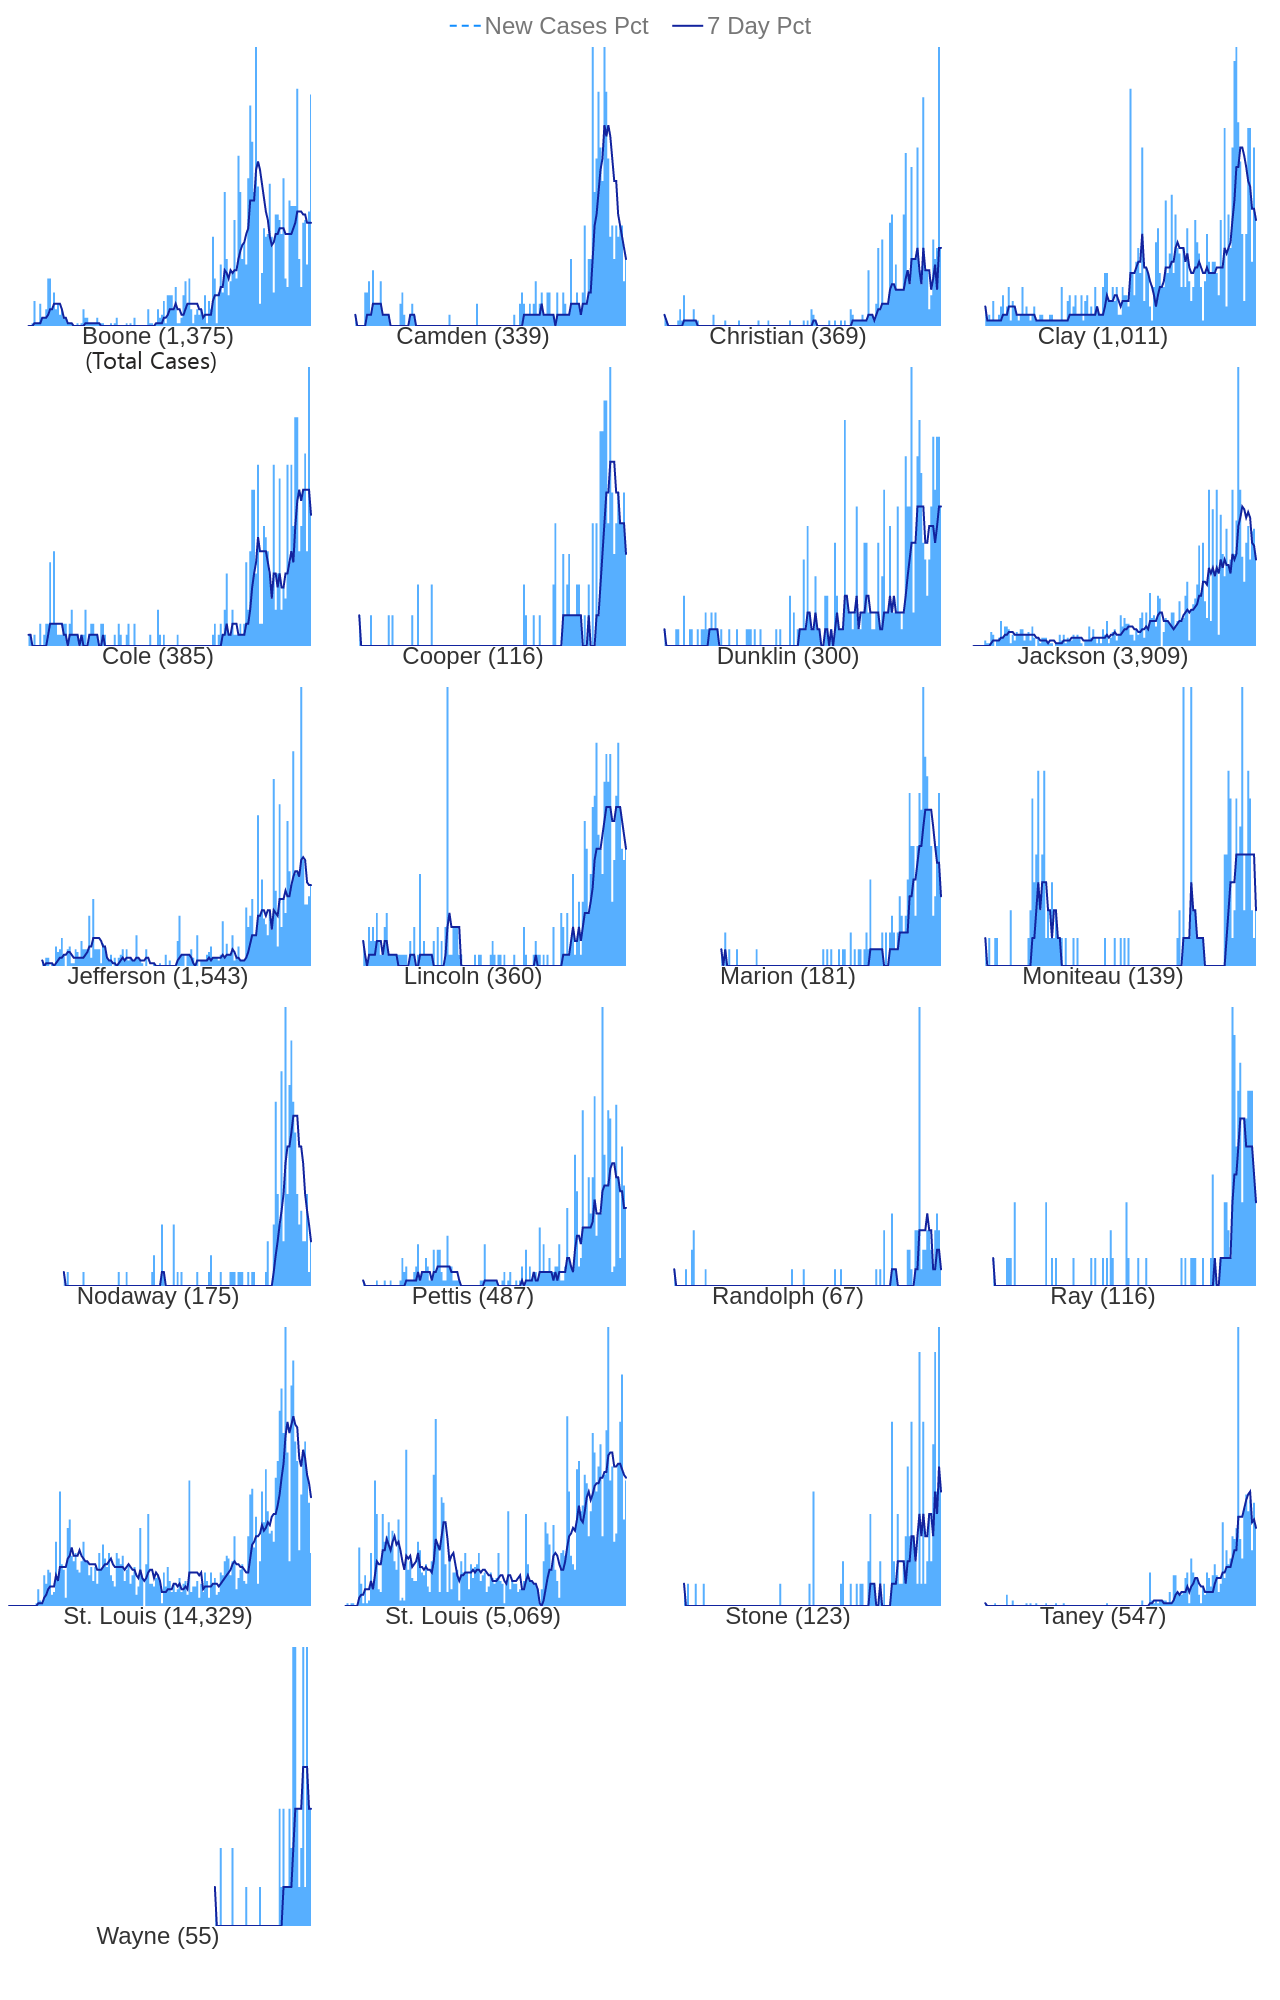 New Cases Pct 7 Day Pct
Boone (1,375) Camden (339) Christian (369) Clay (1,011)
(Total Cases)
Cole (385) Cooper (116) Dunklin (300) Jackson (3,909)
Jefferson (1,543) Lincoln (360) Marion (181) Moniteau (139)
Nodaway (175) Pettis (487) Randolph (67) Ray (116)
St. Louis (14,329) St. Louis (5,069) Stone (123) Taney (547)
Wayne (55)